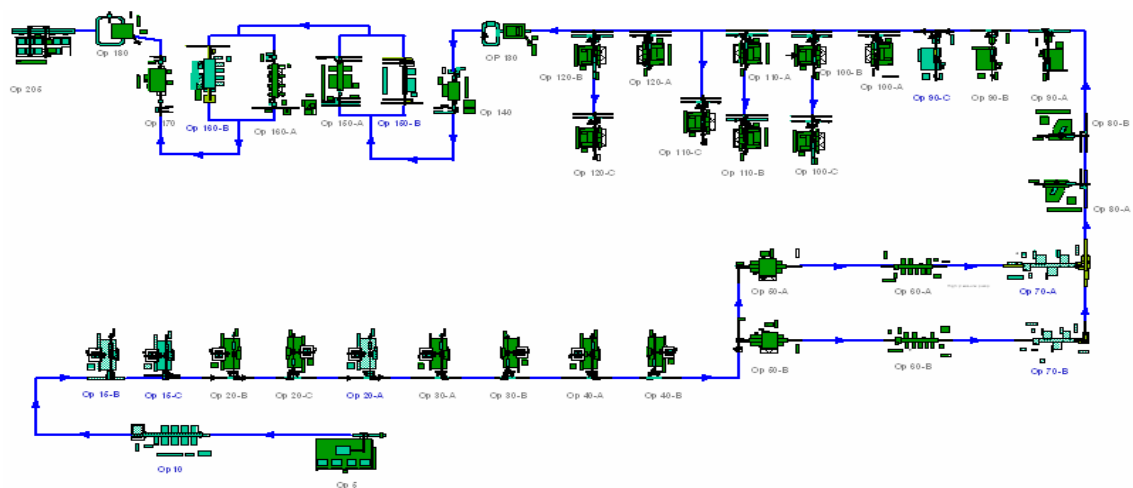 Op 205
Op 180
Op 170
Op 160-B
Op 160-A
Op 150-A
Op 150-B
Op 140
OP 130
Op 120-B
Op 120-A
Op 110-A
Op 100-B
Op 100-A
Op 90-C
Op 90-B
Op 90-A
Op 80-B
Op 120-C
Op 110-C
Op 110-B
Op 100-C
Op 80-A
Op 50-A
Op 60-A
Op 70-A
Op 50-B
Op 60-B
Op 70-B
Op 15-B
Op 15-C
Op 20-B
Op 20-C
Op 20-A
Op 30-A
Op 30-B
Op 40-A
Op 40-B
Op 10
Op 5